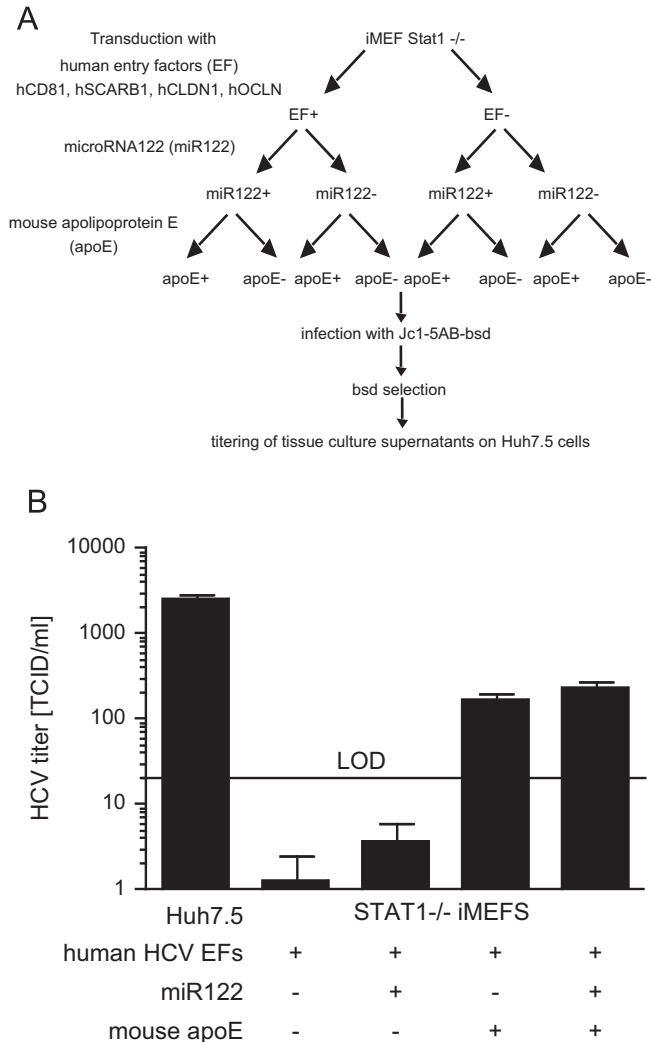 A
Transduction with
human entry factors (EF)
hCD81, hSCARB1, hCLDN1, hOCLN
iMEF Stat1 -/-
EF+ EF-
microRNA122 (miR122)
miR122+ miR122- miR122+ miR122-
mouse apolipoprotein E
(apoE)
apoE+ apoE- apoE+ apoE- apoE+ apoE- apoE+ apoE-
infection with Jc1-5AB-bsd
bsd selection
titering of tissue culture supernatants on Huh7.5 cells
B
HCV titer [TCID/ml]
10000
1000
100
10
1
LOD
Huh7.5 STAT1-/- iMEFS
human HCV EFs + + + +
miR122 - + - +
mouse apoE - - + +